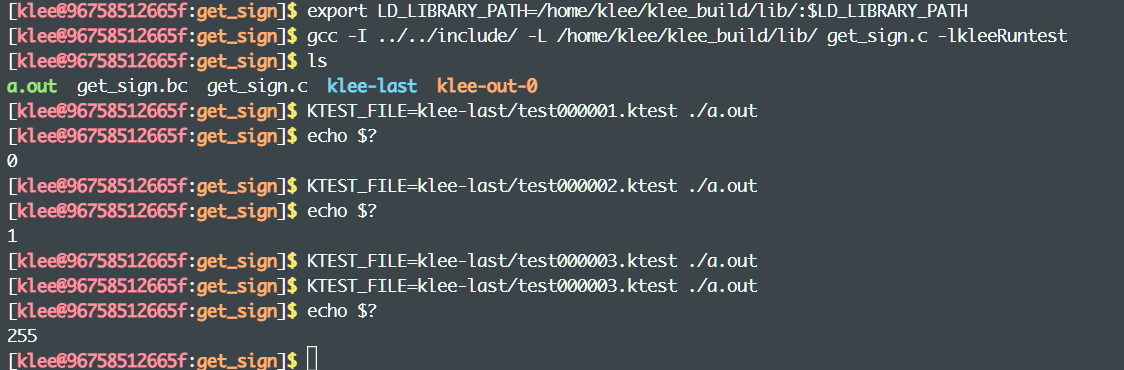 [klee@96758512665f:get_sign]$ export LD_LIBRARY_PATH=/home/klee/klee_build/lib/:$LD_LIBRARY_PATH
[klee@96758512665f:get_sign]$ gcc -I ../../include/ -L /home/klee/klee_build/lib/ get_sign.c -lkleeRuntest
[klee@96758512665f:get_sign]$ ls
a.out  get_sign.bc  get_sign.c  klee-last  klee-out-0
[klee@96758512665f:get_sign]$ KTEST_FILE=klee-last/test000001.ktest ./a.out
[klee@96758512665f:get_sign]$ echo $?
0
[klee@96758512665f:get_sign]$ KTEST_FILE=klee-last/test000002.ktest ./a.out
[klee@96758512665f:get_sign]$ echo $?
1
[klee@96758512665f:get_sign]$ KTEST_FILE=klee-last/test000003.ktest ./a.out
[klee@96758512665f:get_sign]$ KTEST_FILE=klee-last/test000003.ktest ./a.out
[klee@96758512665f:get_sign]$ echo $?
255
[klee@96758512665f:get_sign]$